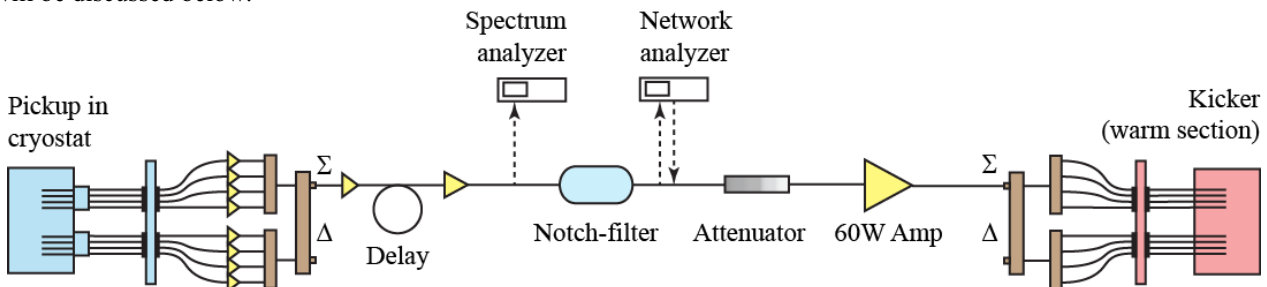 Spectrum
analyzer
Network
analyzer
Pickup in
cryostat
Kicker
(warm section)
Σ
Σ
Δ
Δ
Delay
Notch-filter
Attenuator
60W Amp